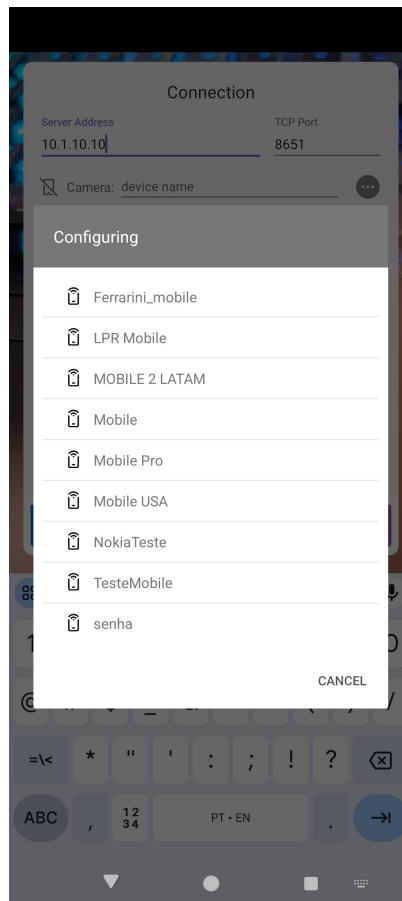 Connection
Server Address TCP Port
10.1.10.10 8651
Camera: device name
Configuring
Ferrarini_mobile
LPR Mobile
MOBILE 2 LATAM
Mobile
Mobile Pro
Mobile USA
NokiaTeste
TesteMobile
senha
CANCEL
=\< * " ' : ; ! ?
ABC , 12 34 PT • EN .